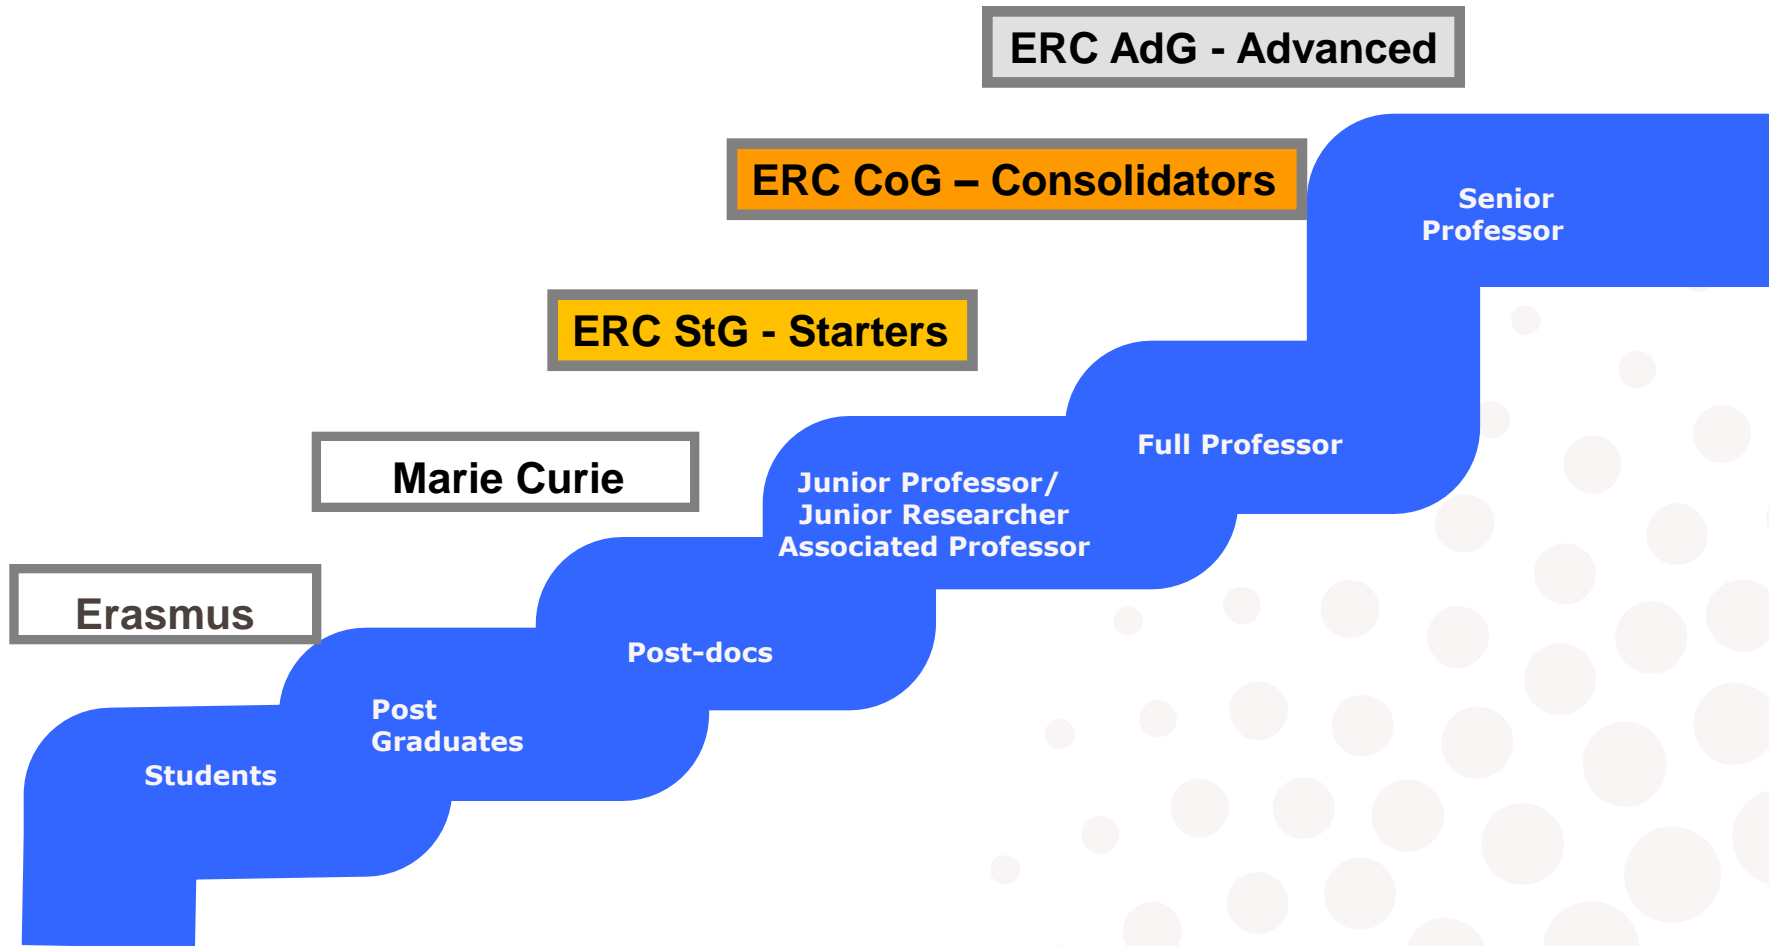 ERC AdG - Advanced
ERC CoG – Consolidators
Senior
Professor
ERC StG - Starters
Full Professor
Marie Curie
Junior Professor/
Junior Researcher
Associated Professor
Erasmus
Post-docs
Post
Graduates
Students